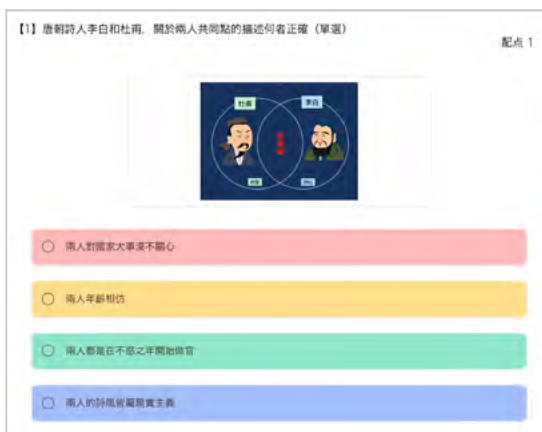 【1】唐朝詩人李白和杜甫，關於兩人共同點的描述何者正確（單選）
配点 1
杜甫
李白
兩人對國家大事漠不關心
兩人年齡相仿
兩人都是在不惑之年開始做官
兩人的詩風皆屬現實主義